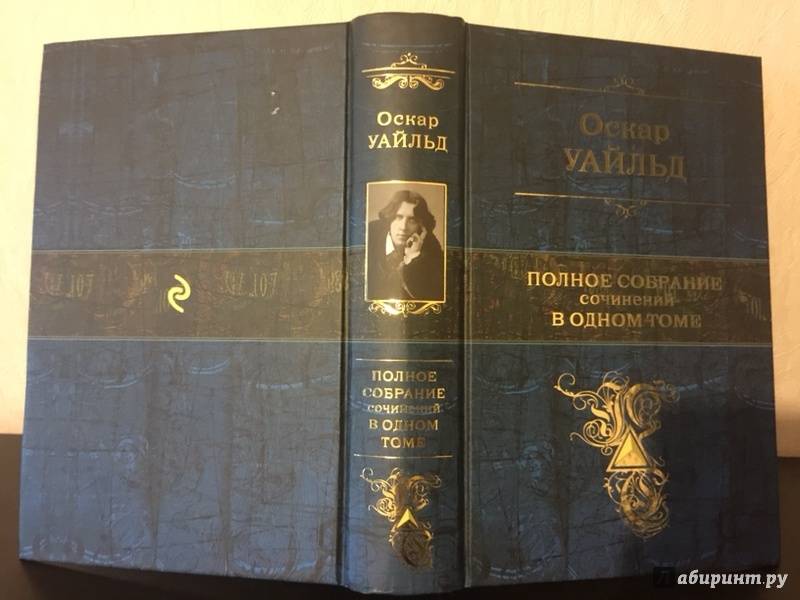 Оскар
УАЙЛЬД
ПОЛНОЕ
СОБРАНИЕ
сочинений
В ОДНОМ
ТОМЕ
Оскар
УАЙЛЬД
ПОЛНОЕ СОБРАНИЕ
сочинений
В ОДНОМ ТОМЕ
Лабиринт.ру